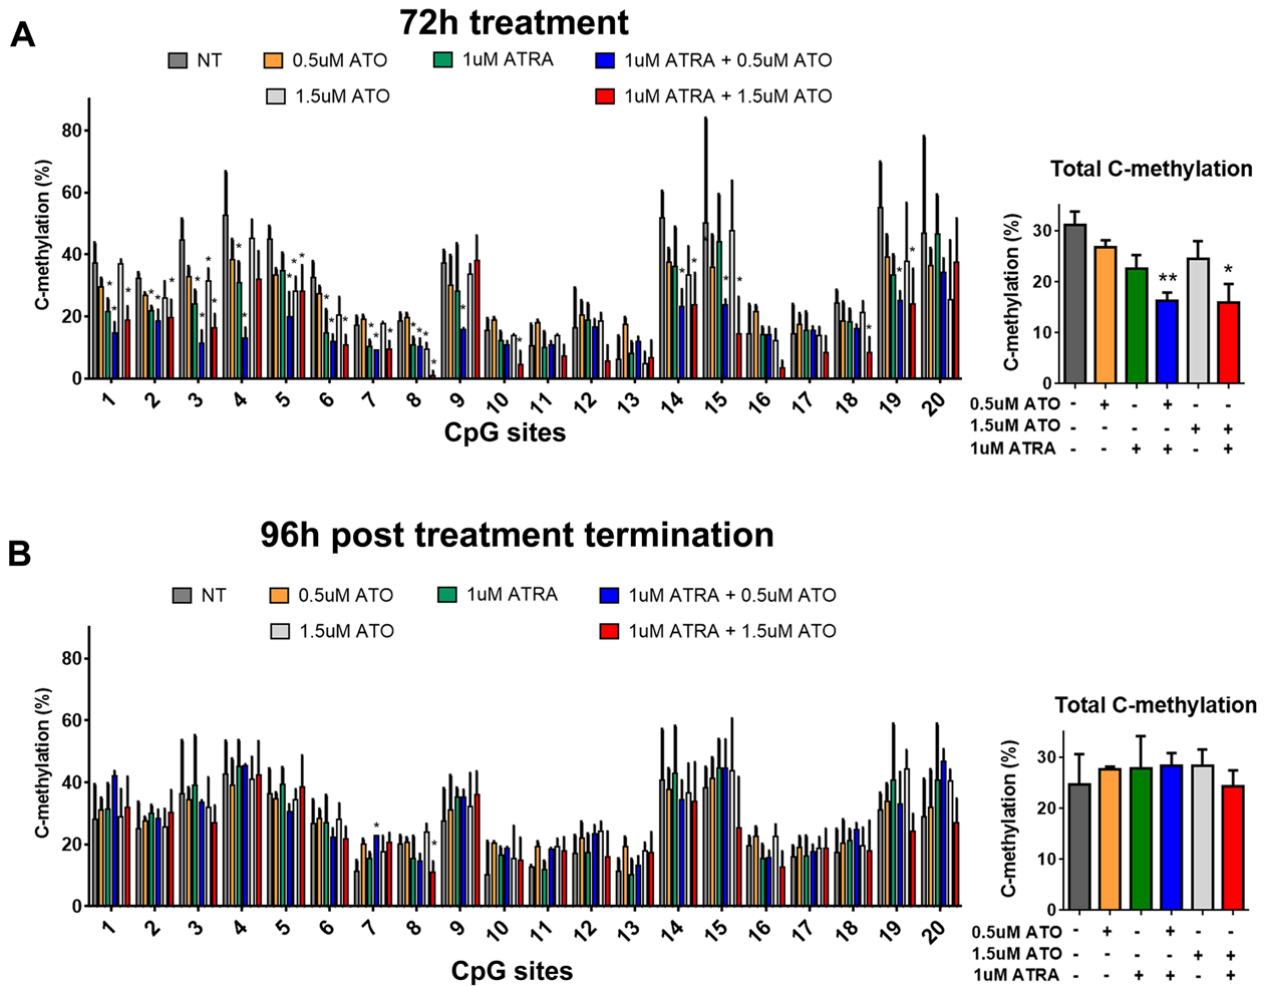 A
72h treatment
NT
0.5uM ATO
1uM ATRA
1uM ATRA + 0.5uM ATO
1.5uM ATO
1uM ATRA + 1.5uM ATO
C-methylation (%)
80
60
40
20
0
* * * * * * * * * * * * * * * * * * * * * * * * * * * * * * * * * * * *
1 2 3 4 5 6 7 8 9 10 11 12 13 14 15 16 17 18 19 20
CpG sites
Total C-methylation
C-methylation (%)
30
20
10
0
** *
0.5uM ATO - + - + - -
1.5uM ATO - - - - + +
1uM ATRA - - + + - +
B
96h post treatment termination
NT
0.5uM ATO
1uM ATRA
1uM ATRA + 0.5uM ATO
1.5uM ATO
1uM ATRA + 1.5uM ATO
C-methylation (%)
80
60
40
20
0
* *
1 2 3 4 5 6 7 8 9 10 11 12 13 14 15 16 17 18 19 20
CpG sites
Total C-methylation
C-methylation (%)
30
20
10
0
0.5uM ATO - + - + - -
1.5uM ATO - - - - + +
1uM ATRA - - + + - +